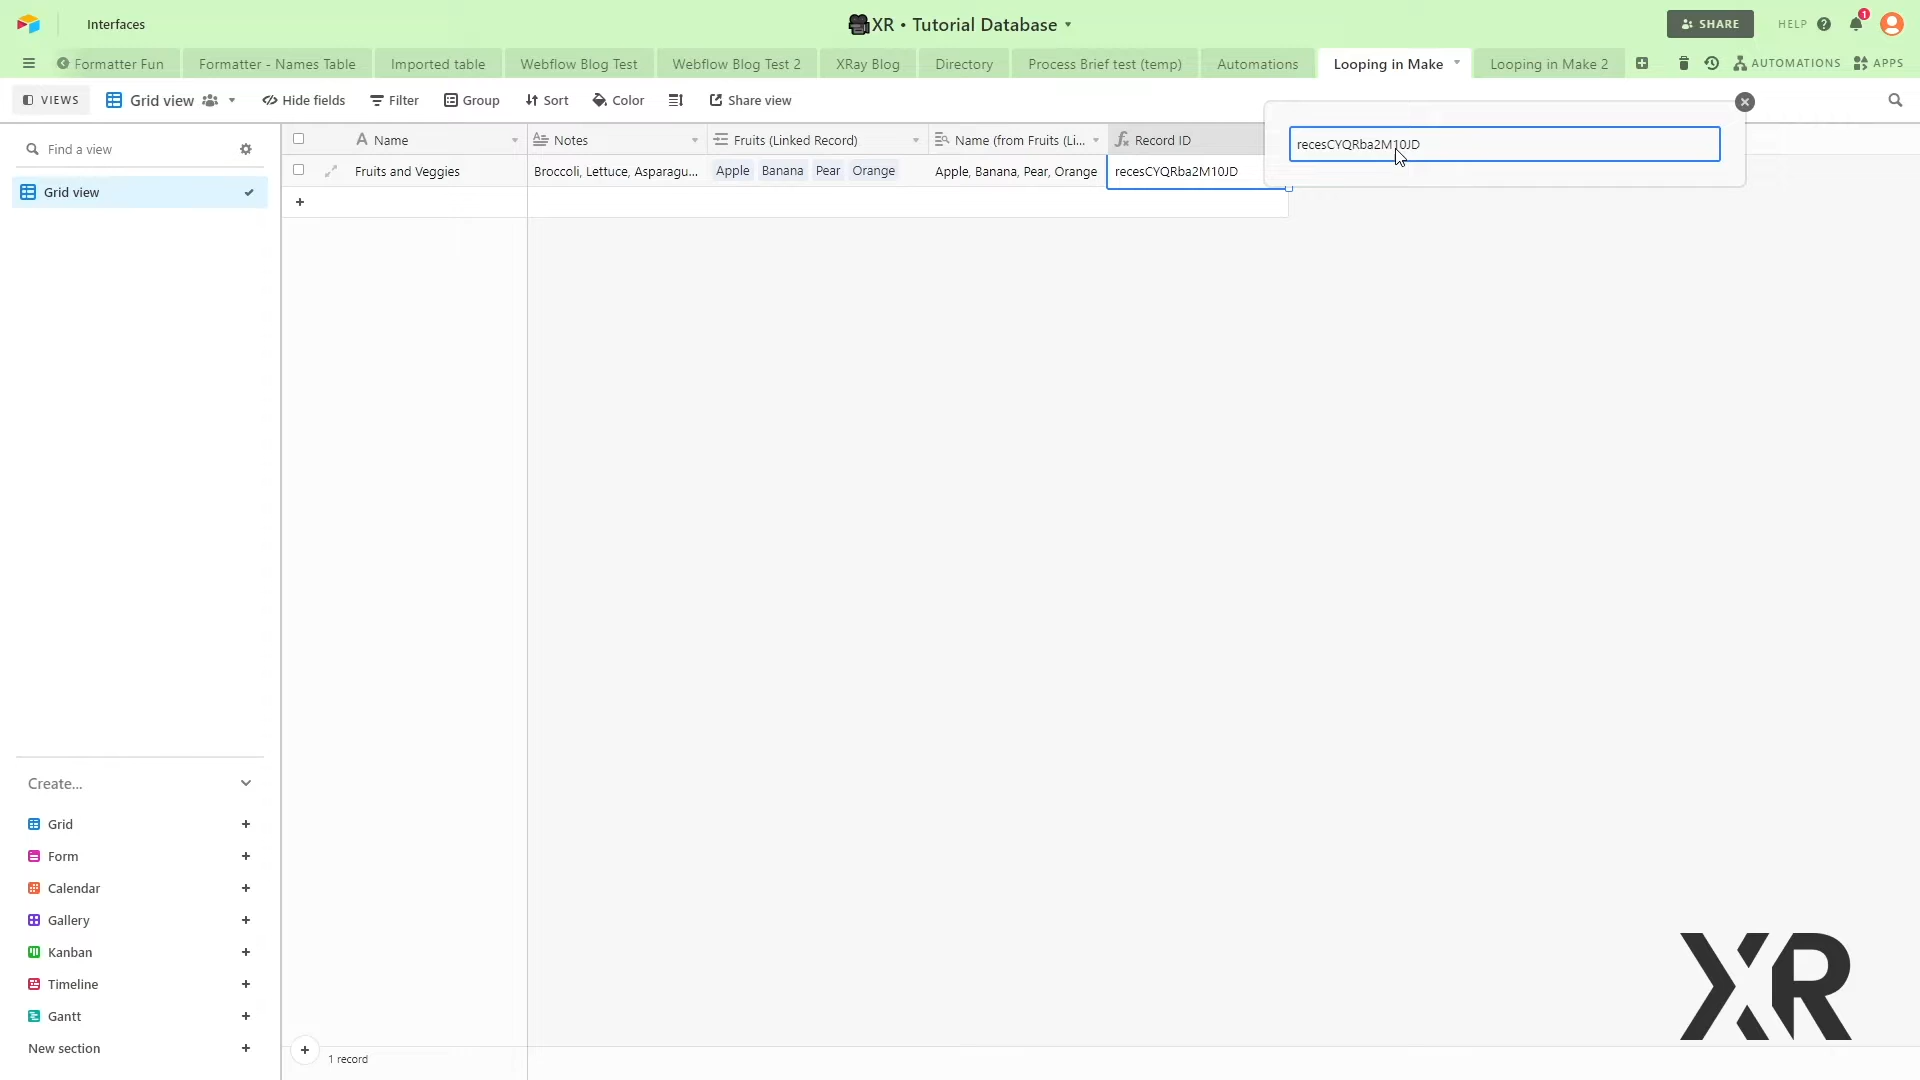 Interfaces
XR • Tutorial Database
SHARE
HELP
1
Formatter Fun
Formatter - Names Table
Imported table
Webflow Blog Test
Webflow Blog Test 2
XRay Blog
Directory
Process Brief test (temp)
Automations
Looping in Make
Looping in Make 2
AUTOMATIONS
APPS
VIEWS
Grid view
Hide fields
Filter
Group
Sort
Color
Share view
Find a view
Grid view
Name
Notes
Fruits (Linked Record)
Name (from Fruits (Li...
Record ID
Fruits and Veggies
Broccoli, Lettuce, Asparagu...
Apple
Banana
Pear
Orange
Apple, Banana, Pear, Orange
recesCYQRba2M10JD
recesCYQRba2M10JD
Create...
Grid
Form
Calendar
Gallery
Kanban
Timeline
Gantt
New section
1 record
XR